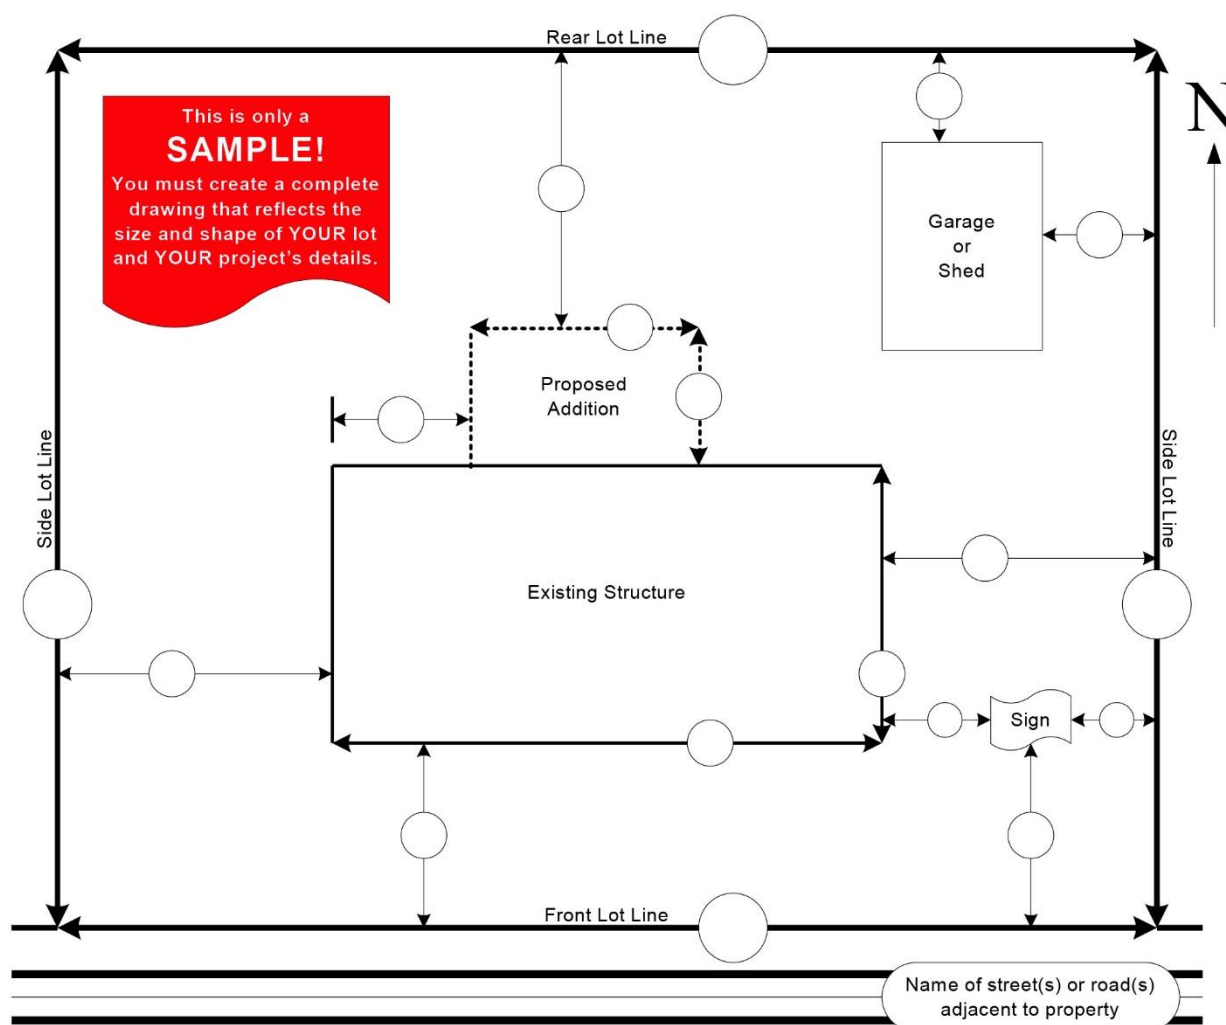 Rear Lot Line
N
This is only a
SAMPLE!
You must create a complete
drawing that reflects the
size and shape of YOUR lot
and YOUR project's details.
Garage
or
Shed
Proposed
Addition
Side Lot Line
Side Lot Line
Existing Structure
Sign
Front Lot Line
Name of street(s) or road(s)
adjacent to property